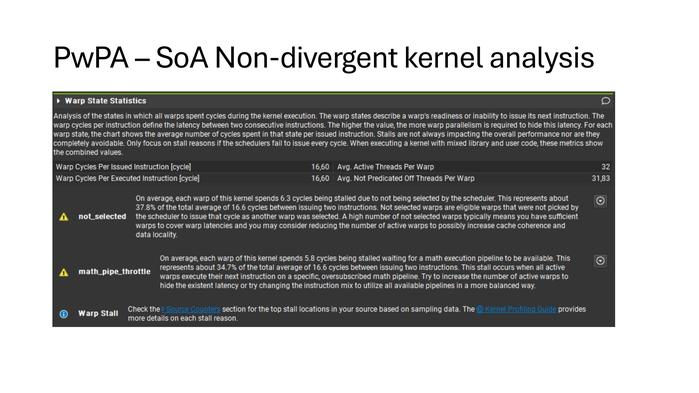 PwPA – SoA Non-divergent kernel analysis
Warp State Statistics
Analysis of the states in which all warps spent cycles during the kernel execution. The warp states describe a warp's readiness or inability to issue its next instruction. The
warp cycles per instruction define the latency between two consecutive instructions. The higher the value, the more warp parallelism is required to hide this latency. For each
warp state, the chart shows the average number of cycles spent in that state per issued instruction. Stalls are not always impacting the overall performance nor are they
completely avoidable. Only focus on stall reasons if the schedulers fail to issue every cycle. When executing a kernel with mixed library and user code, these metrics show
the combined values.
Warp Cycles Per Issued Instruction [cycle] 16,60 Avg. Active Threads Per Warp 32
Warp Cycles Per Executed Instruction [cycle] 16,60 Avg. Not Predicated Off Threads Per Warp 31,83
not_selected
On average, each warp of this kernel spends 6.3 cycles being stalled due to not being selected by the scheduler. This represents about
37.8% of the total average of 16.6 cycles between issuing two instructions. Not selected warps are eligible warps that were not picked by
the scheduler to issue that cycle as another warp was selected. A high number of not selected warps typically means you have sufficient
warps to cover warp latencies and you may consider reducing the number of active warps to possibly increase cache coherence and
data locality.
math_pipe_throttle
On average, each warp of this kernel spends 5.8 cycles being stalled waiting for a math execution pipeline to be available. This
represents about 34.7% of the total average of 16.6 cycles between issuing two instructions. This stall occurs when all active
warps execute their next instruction on a specific, oversubscribed math pipeline. Try to increase the number of active warps to
hide the existent latency or try changing the instruction mix to utilize all available pipelines in a more balanced way.
Warp Stall
Check the Source Counters section for the top stall locations in your source based on sampling data. The Kernel Profiling Guide provides
more details on each stall reason.